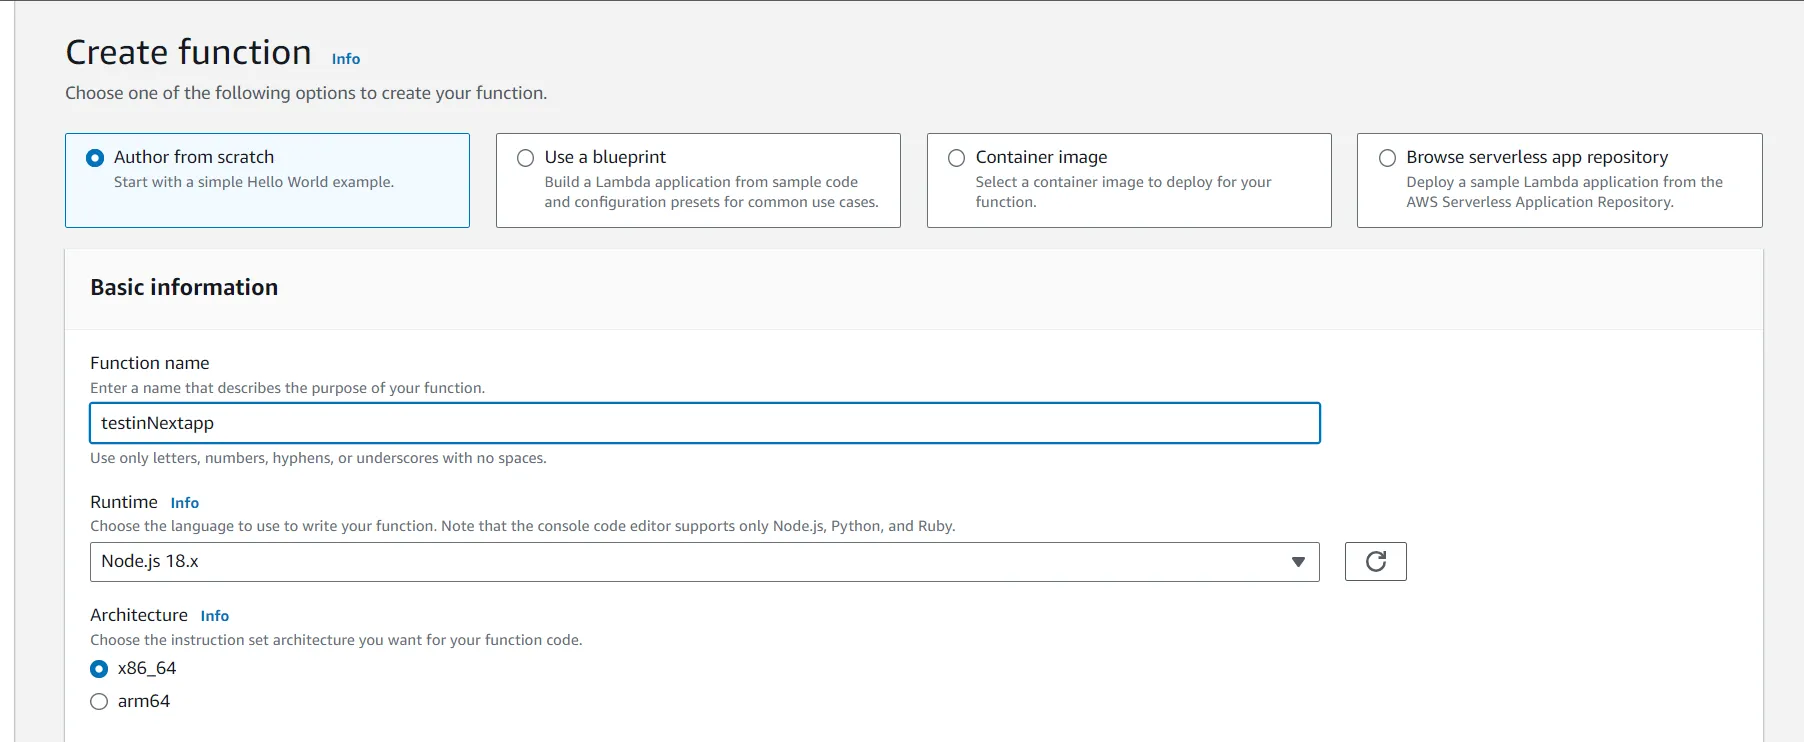 Create function Info
Choose one of the following options to create your function.
Author from scratch
Start with a simple Hello World example.
Use a blueprint
Build a Lambda application from sample code
and configuration presets for common use cases.
Container image
Select a container image to deploy for your
function.
Browse serverless app repository
Deploy a sample Lambda application from the
AWS Serverless Application Repository.
Basic information
Function name
Enter a name that describes the purpose of your function.
testinNextapp
Use only letters, numbers, hyphens, or underscores with no spaces.
Runtime Info
Choose the language to use to write your function. Note that the console code editor supports only Node.js, Python, and Ruby.
Node.js 18.x
Architecture Info
Choose the instruction set architecture you want for your function code.
x86_64
arm64